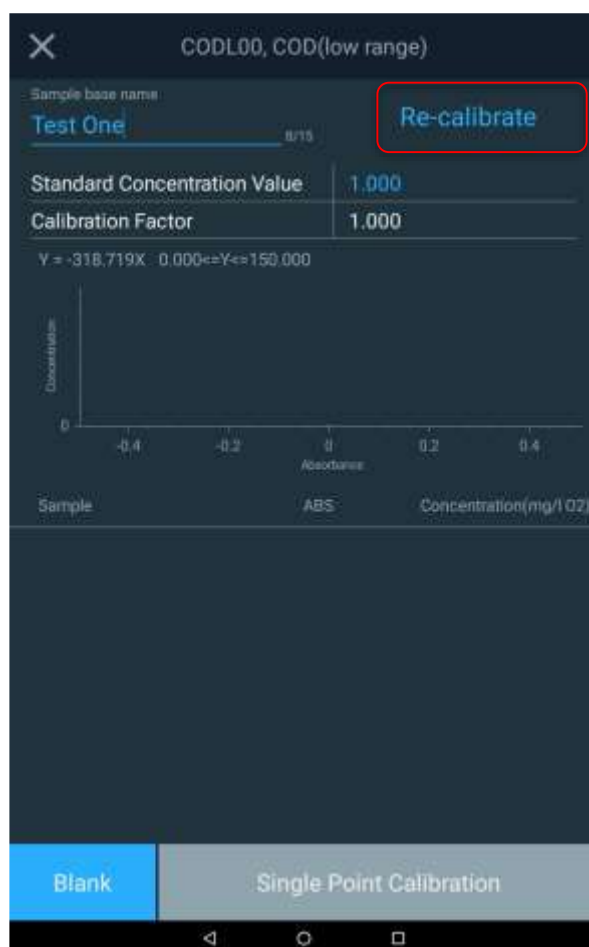 CODL00, COD(low range)
Sample base name
Test One
8/15
Re-calibrate
Standard Concentration Value 1.000
Calibration Factor 1.000
Y = -318.719X 0.000<=Y<=150.000
Concentration
0
-0.4 -0.2 0 0.2 0.4
Absorbance
Sample ABS Concentration(mg/l O2)
Blank Single Point Calibration